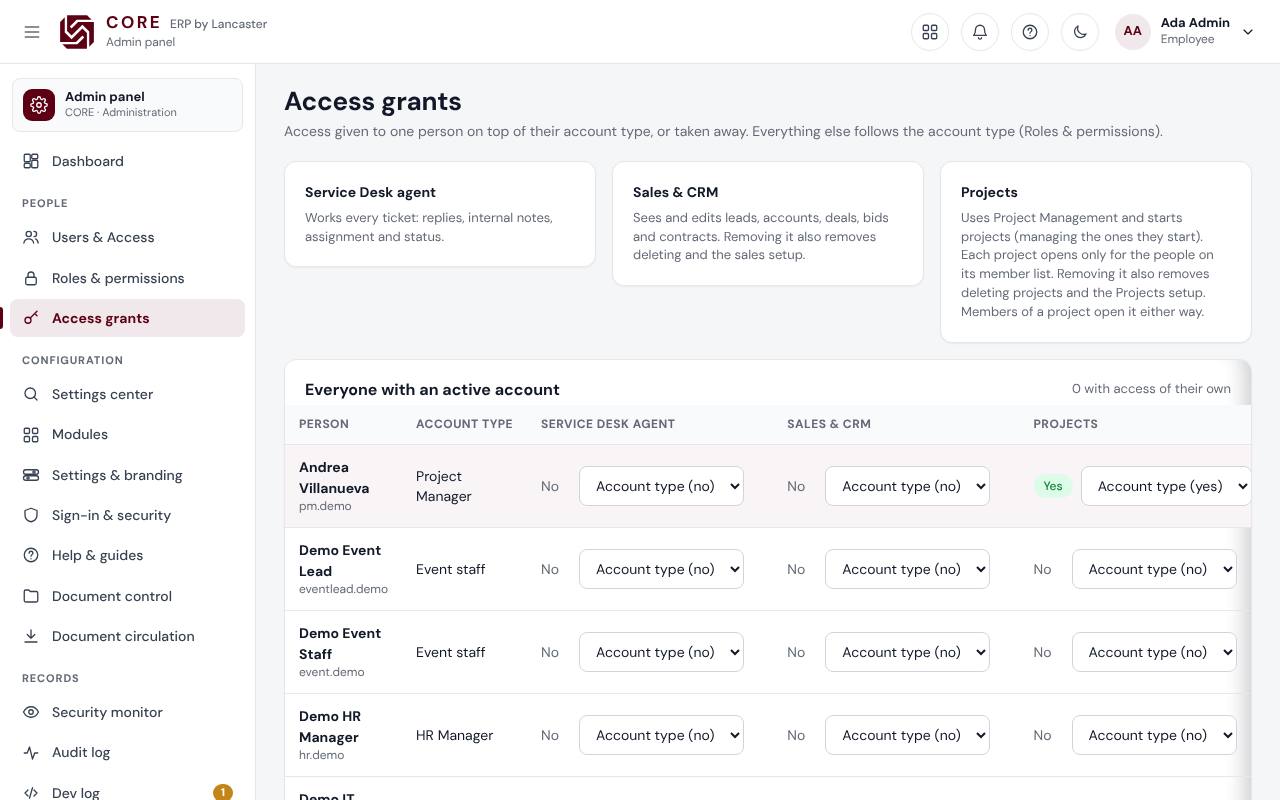 CORE ERP by Lancaster
Admin panel
AA
Ada Admin
Employee
Admin panel
CORE · Administration
Dashboard
PEOPLE
Users & Access
Roles & permissions
Access grants
CONFIGURATION
Settings center
Modules
Settings & branding
Sign-in & security
Help & guides
Document control
Document circulation
RECORDS
Security monitor
Audit log
Dev log 1
Access grants
Access given to one person on top of their account type, or taken away. Everything else follows the account type (Roles & permissions).
Service Desk agent
Works every ticket: replies, internal notes,
assignment and status.
Sales & CRM
Sees and edits leads, accounts, deals, bids
and contracts. Removing it also removes
deleting and the sales setup.
Projects
Uses Project Management and starts
projects (managing the ones they start).
Each project opens only for the people on
its member list. Removing it also removes
deleting projects and the Projects setup.
Members of a project open it either way.
Everyone with an active account
0 with access of their own
PERSON ACCOUNT TYPE SERVICE DESK AGENT SALES & CRM PROJECTS
Andrea
Villanueva
pm.demo
Project
Manager
No Account type (no) No Account type (no) Yes Account type (yes)
Demo Event
Lead
eventlead.demo
Event staff No Account type (no) No Account type (no) No Account type (no)
Demo Event
Staff
event.demo
Event staff No Account type (no) No Account type (no) No Account type (no)
Demo HR
Manager
hr.demo
HR Manager No Account type (no) No Account type (no) No Account type (no)
Demo IT